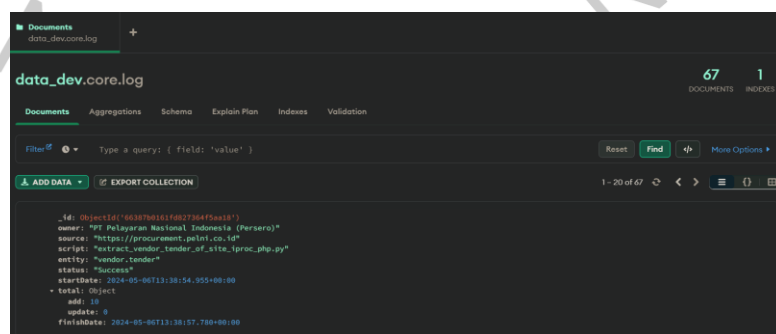 Documents
data_dev.core.log
+
data_dev.core.log
67
DOCUMENTS
1
INDEXES
Documents Aggregations Schema Explain Plan Indexes Validation
Filter Type a query: { field: 'value' } Reset Find </> More Options
ADD DATA EXPORT COLLECTION 1 – 20 of 67 {}
_id: ObjectId('66387b0161fd827364f5aa18')
owner: "PT Pelayaran Nasional Indonesia (Persero)"
source: "https://procurement.pelni.co.id"
script: "extract_vendor_tender_of_site_iproc_php.py"
entity: "vendor.tender"
status: "Success"
startDate: 2024-05-06T13:38:54.955+00:00
total: Object
add: 10
update: 0
finishDate: 2024-05-06T13:38:57.780+00:00